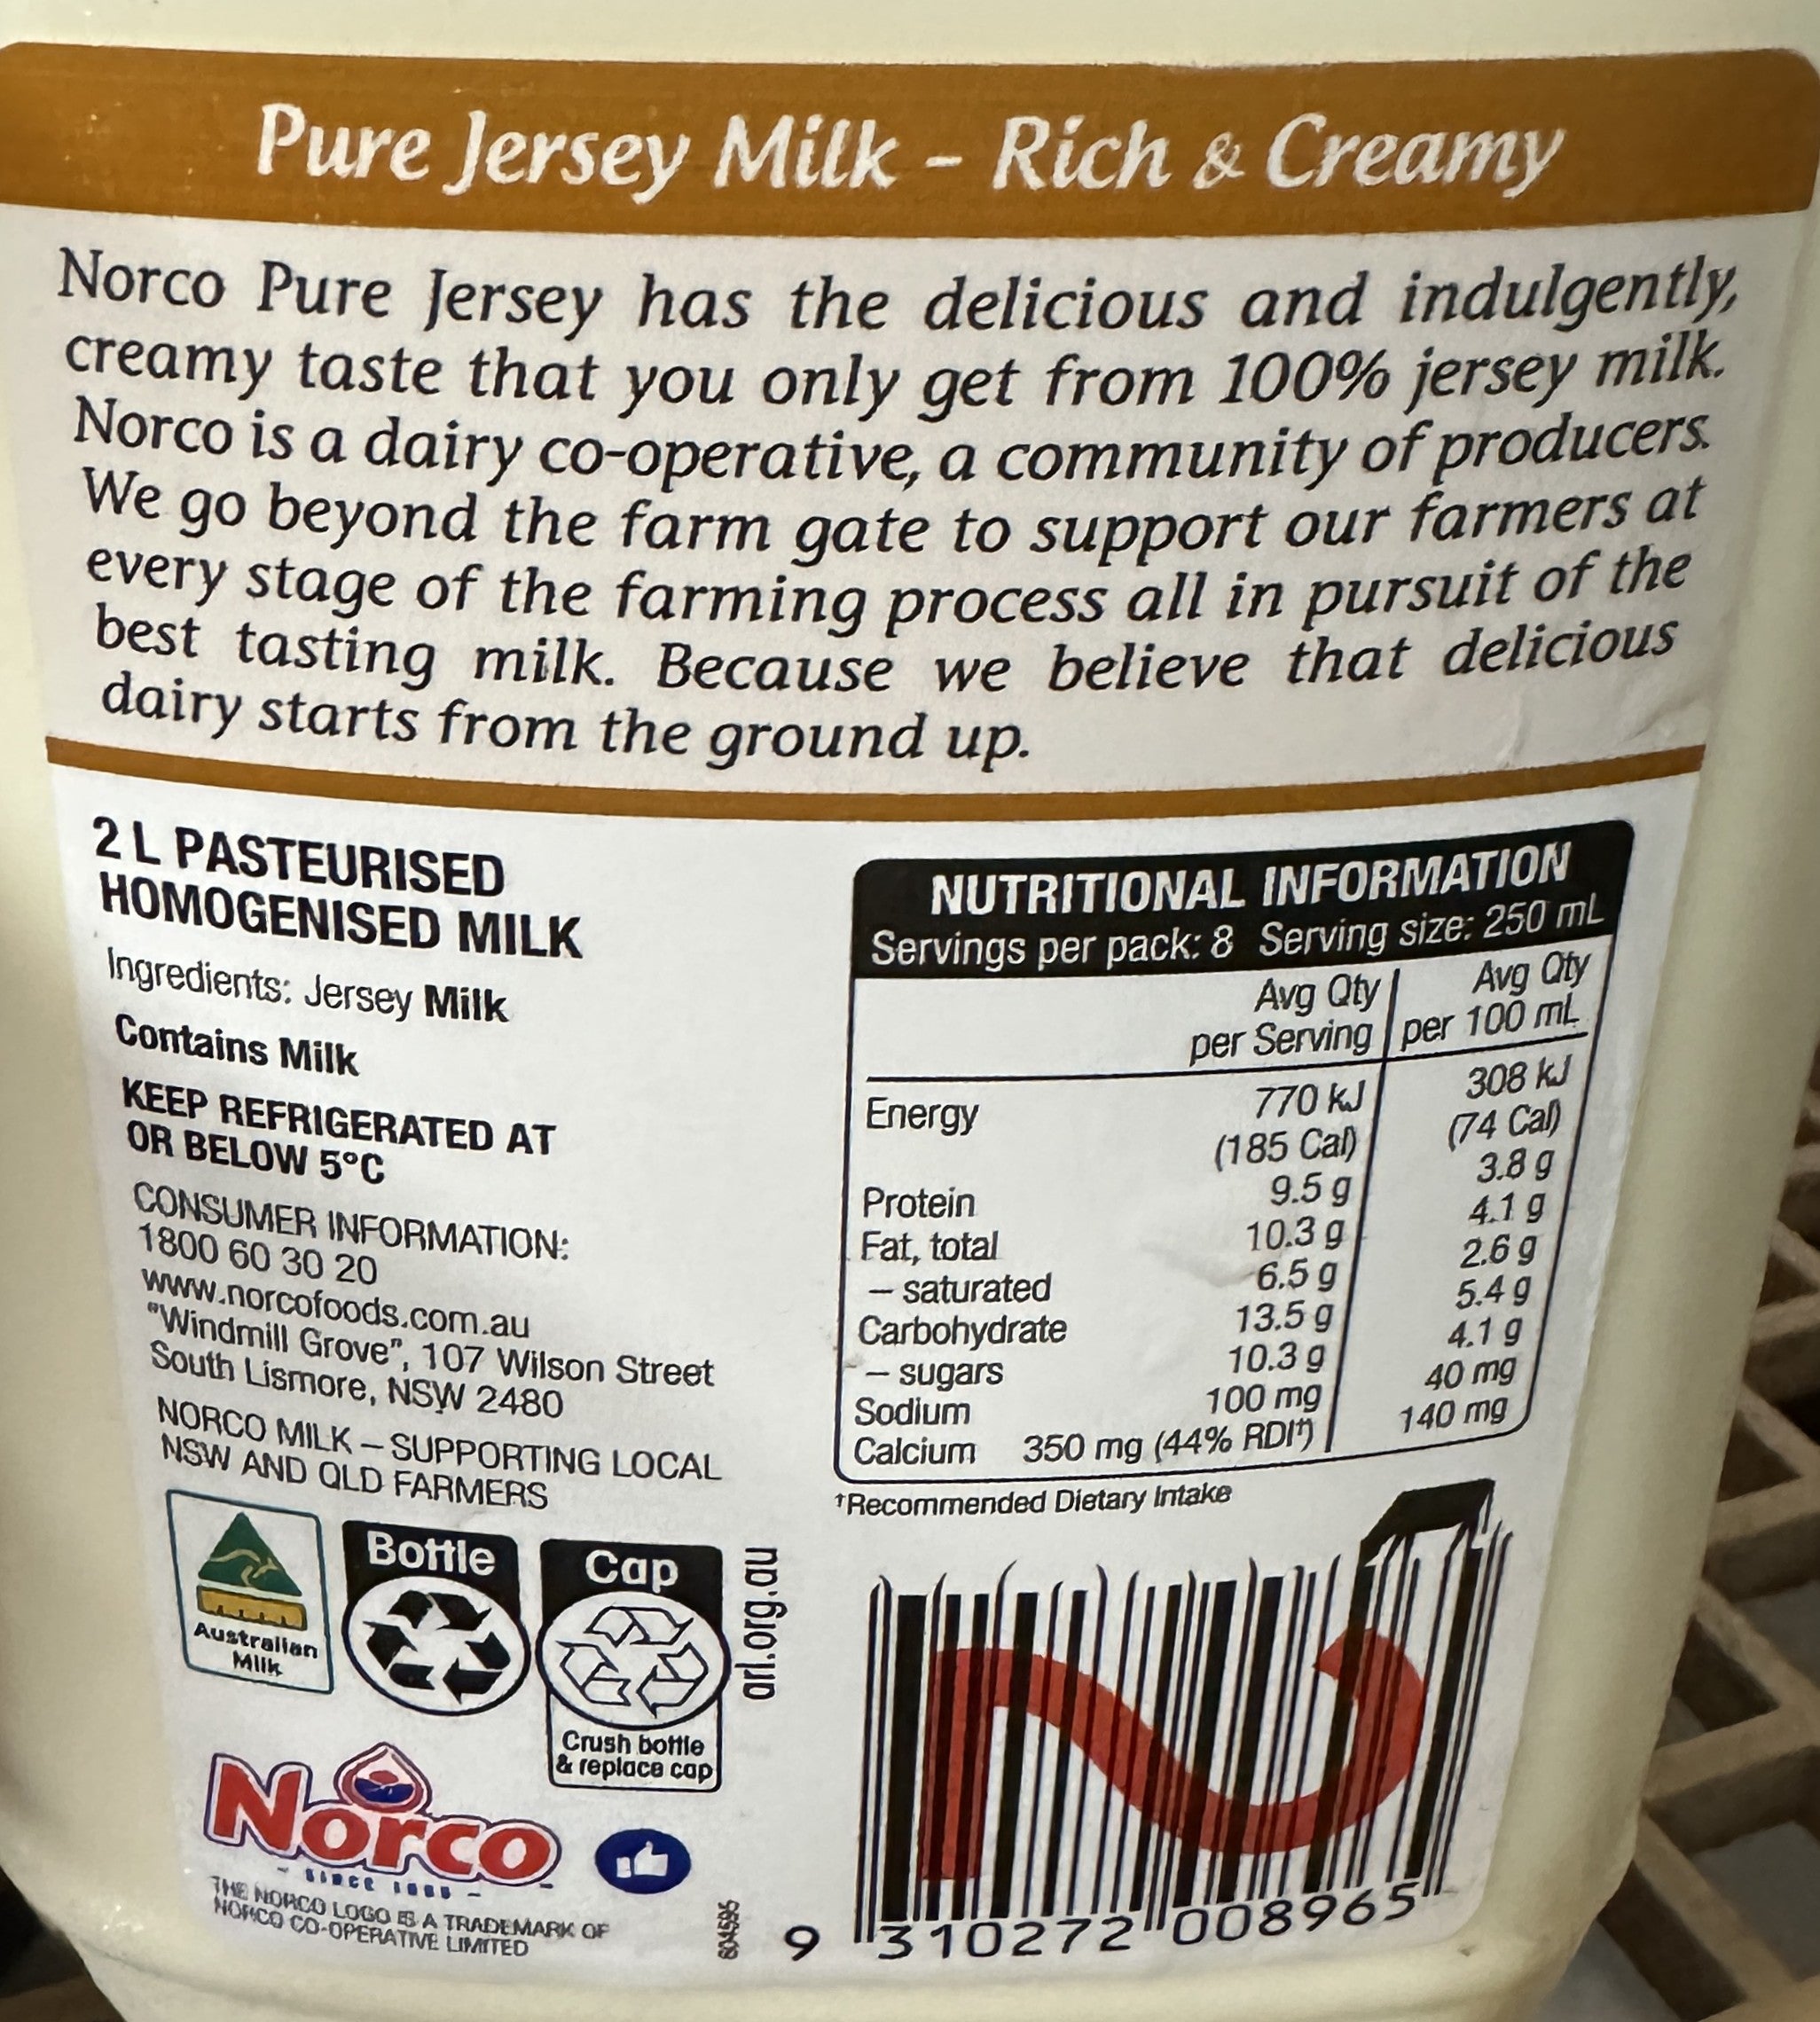 Pure Jersey Milk - Rich & Creamy
Norco Pure Jersey has the delicious and indulgently,
creamy taste that you only get from 100% jersey milk.
Norco is a dairy co-operative, a community of producers.
We go beyond the farm gate to support our farmers at
every stage of the farming process all in pursuit of the
best tasting milk. Because we believe that delicious
dairy starts from the ground up.
2 L PASTEURISED
HOMOGENISED MILK
Ingredients: Jersey Milk
Contains Milk
KEEP REFRIGERATED AT
OR BELOW 5°C
CONSUMER INFORMATION:
1800 60 30 20
www.norcofoods.com.au
"Windmill Grove", 107 Wilson Street
South Lismore, NSW 2480
NORCO MILK – SUPPORTING LOCAL
NSW AND QLD FARMERS
NUTRITIONAL INFORMATION
Servings per pack: 8 Serving size: 250 mL
Avg Qty Avg Qty
per Serving per 100 mL
Energy 770 kJ 308 kJ
(185 Cal) (74 Cal)
Protein 9.5 g 3.8 g
Fat, total 10.3 g 4.1 g
– saturated 6.5 g 2.6 g
Carbohydrate 13.5 g 5.4 g
– sugars 10.3 g 4.1 g
Sodium 100 mg 40 mg
Calcium 350 mg (44% RDI††) 140 mg
†Recommended Dietary Intake
Australian
Milk
Bottle
Cap
Crush bottle
& replace cap
arl.org.au
Norco
- SINCE 1895 -
THE NORCO LOGO IS A TRADEMARK OF
NORCO CO-OPERATIVE LIMITED
604595
2
9 310272 008965